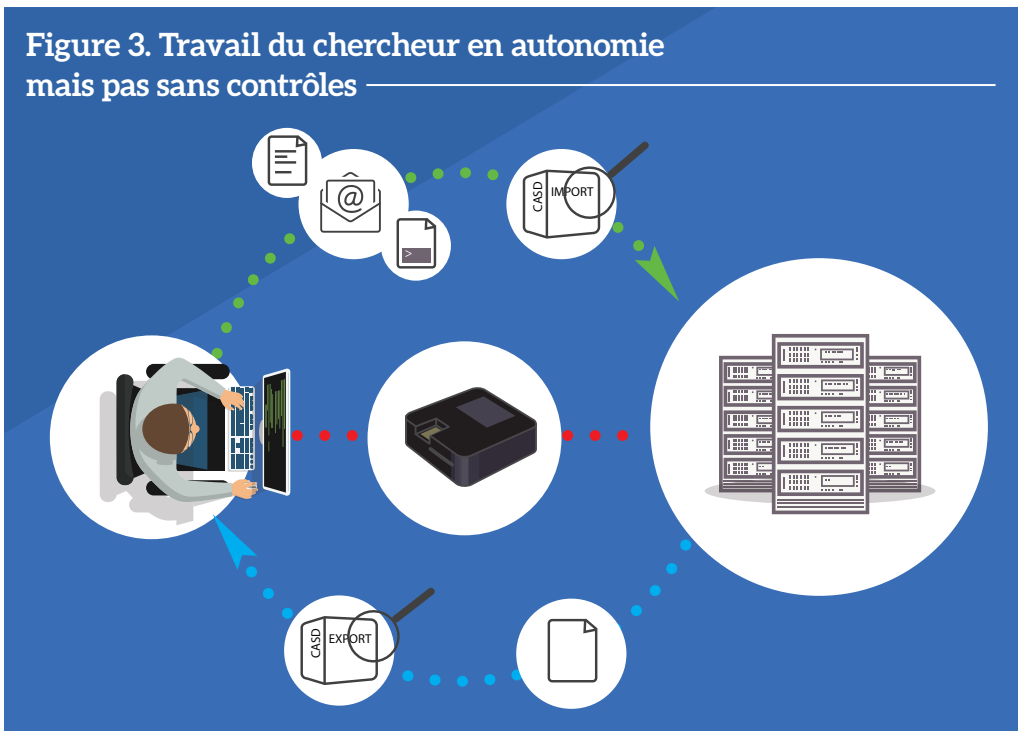 Figure 3. Travail du chercheur en autonomie
mais pas sans contrôles
@
CASD
IMPORT
>
CASD
EXPORT